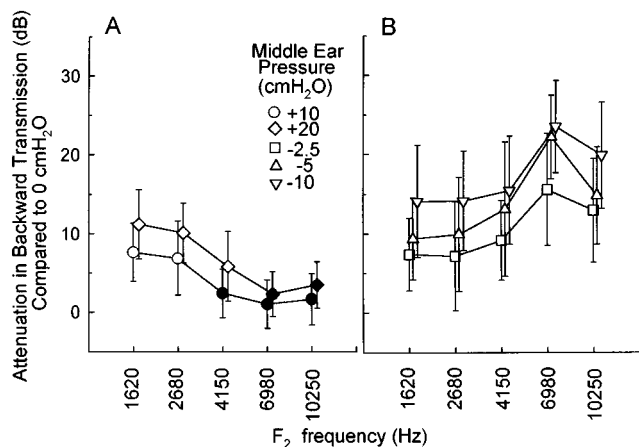 A
B
Attenuation in Backward Transmission (dB)
Compared to 0 cmH₂O
30
20
10
0
Middle Ear
Pressure
(cmH₂O)
+10
+20
-2.5
-5
-10
1620
2680
4150
6980
10250
1620
2680
4150
6980
10250
F₂ frequency (Hz)